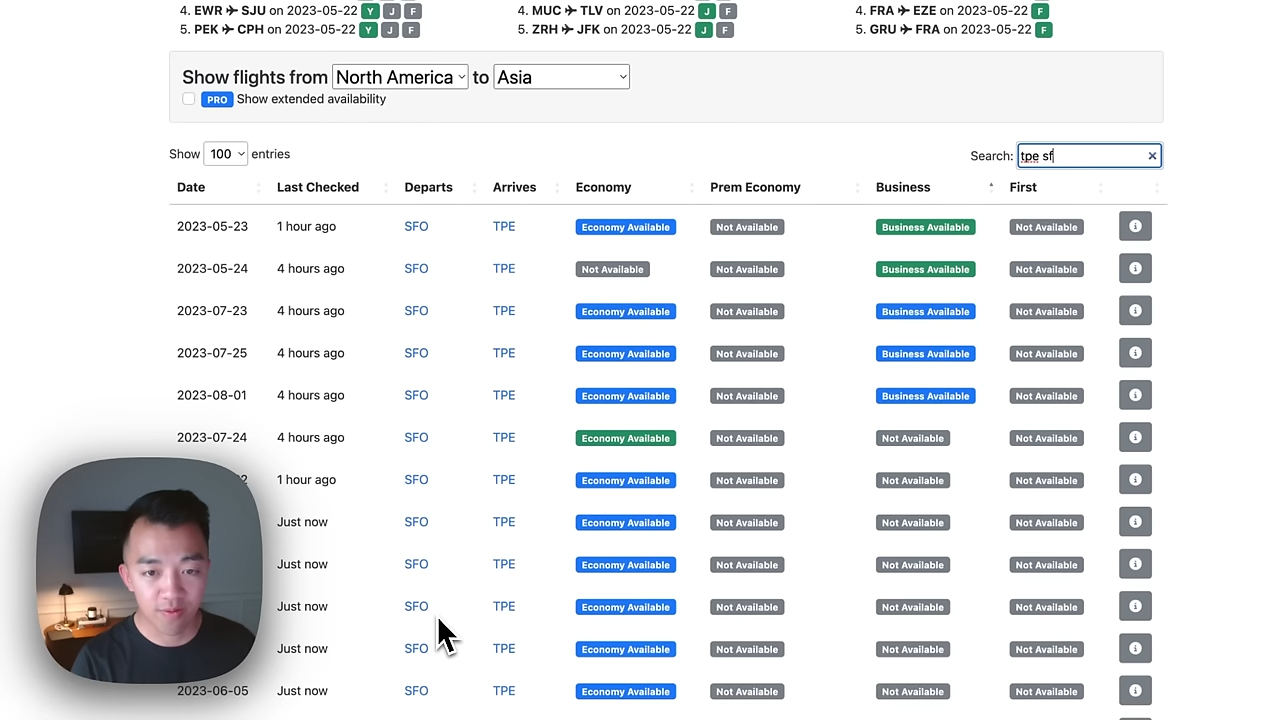 4. EWR ✈ SJU on 2023-05-22 Y J F
4. MUC ✈ TLV on 2023-05-22 J F
4. FRA ✈ EZE on 2023-05-22 F
5. PEK ✈ CPH on 2023-05-22 Y J F
5. ZRH ✈ JFK on 2023-05-22 J F
5. GRU ✈ FRA on 2023-05-22 F
Show flights from North America to Asia
PRO Show extended availability
Show 100 entries
Search: tpe sf
Date Last Checked Departs Arrives Economy Prem Economy Business First
2023-05-23 1 hour ago SFO TPE Economy Available Not Available Business Available Not Available
2023-05-24 4 hours ago SFO TPE Not Available Not Available Business Available Not Available
2023-07-23 4 hours ago SFO TPE Economy Available Not Available Business Available Not Available
2023-07-25 4 hours ago SFO TPE Economy Available Not Available Business Available Not Available
2023-08-01 4 hours ago SFO TPE Economy Available Not Available Business Available Not Available
2023-07-24 4 hours ago SFO TPE Economy Available Not Available Not Available Not Available
1 hour ago SFO TPE Economy Available Not Available Not Available Not Available
Just now SFO TPE Economy Available Not Available Not Available Not Available
Just now SFO TPE Economy Available Not Available Not Available Not Available
Just now SFO TPE Economy Available Not Available Not Available Not Available
Just now SFO TPE Economy Available Not Available Not Available Not Available
2023-06-05 Just now SFO TPE Economy Available Not Available Not Available Not Available